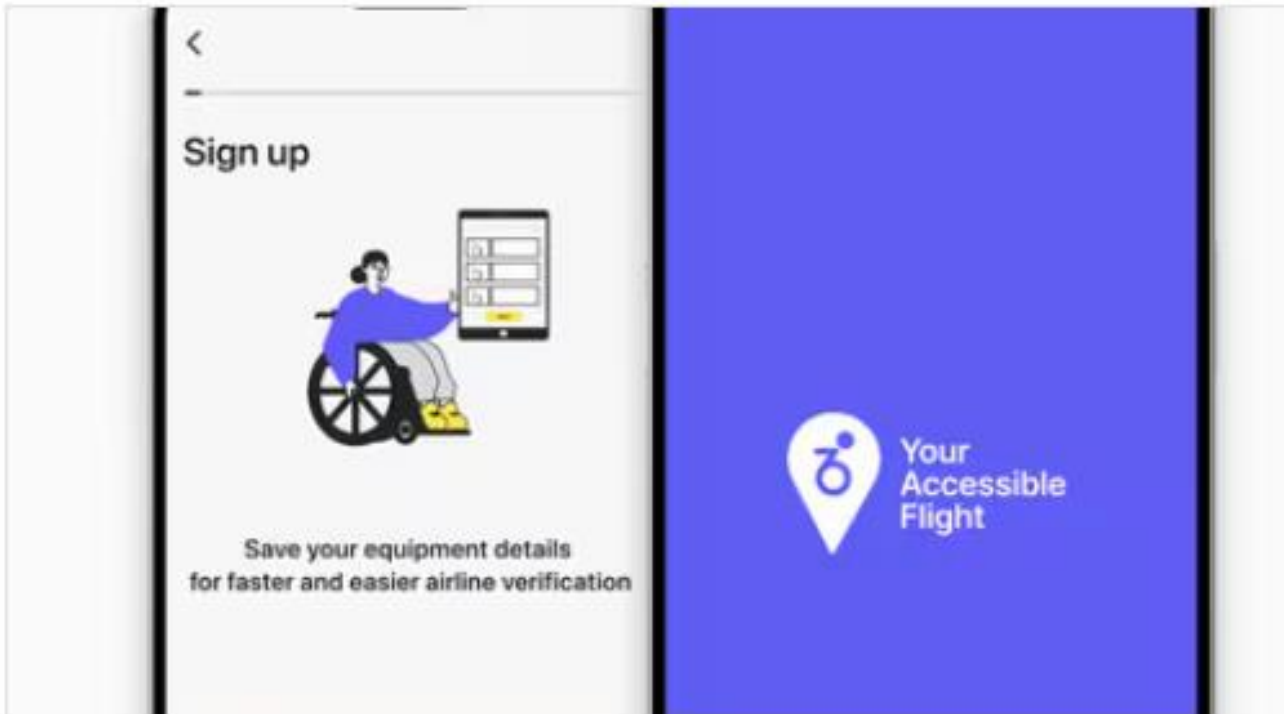 Sign up
Save your equipment details
for faster and easier airline verification
Your
Accessible
Flight